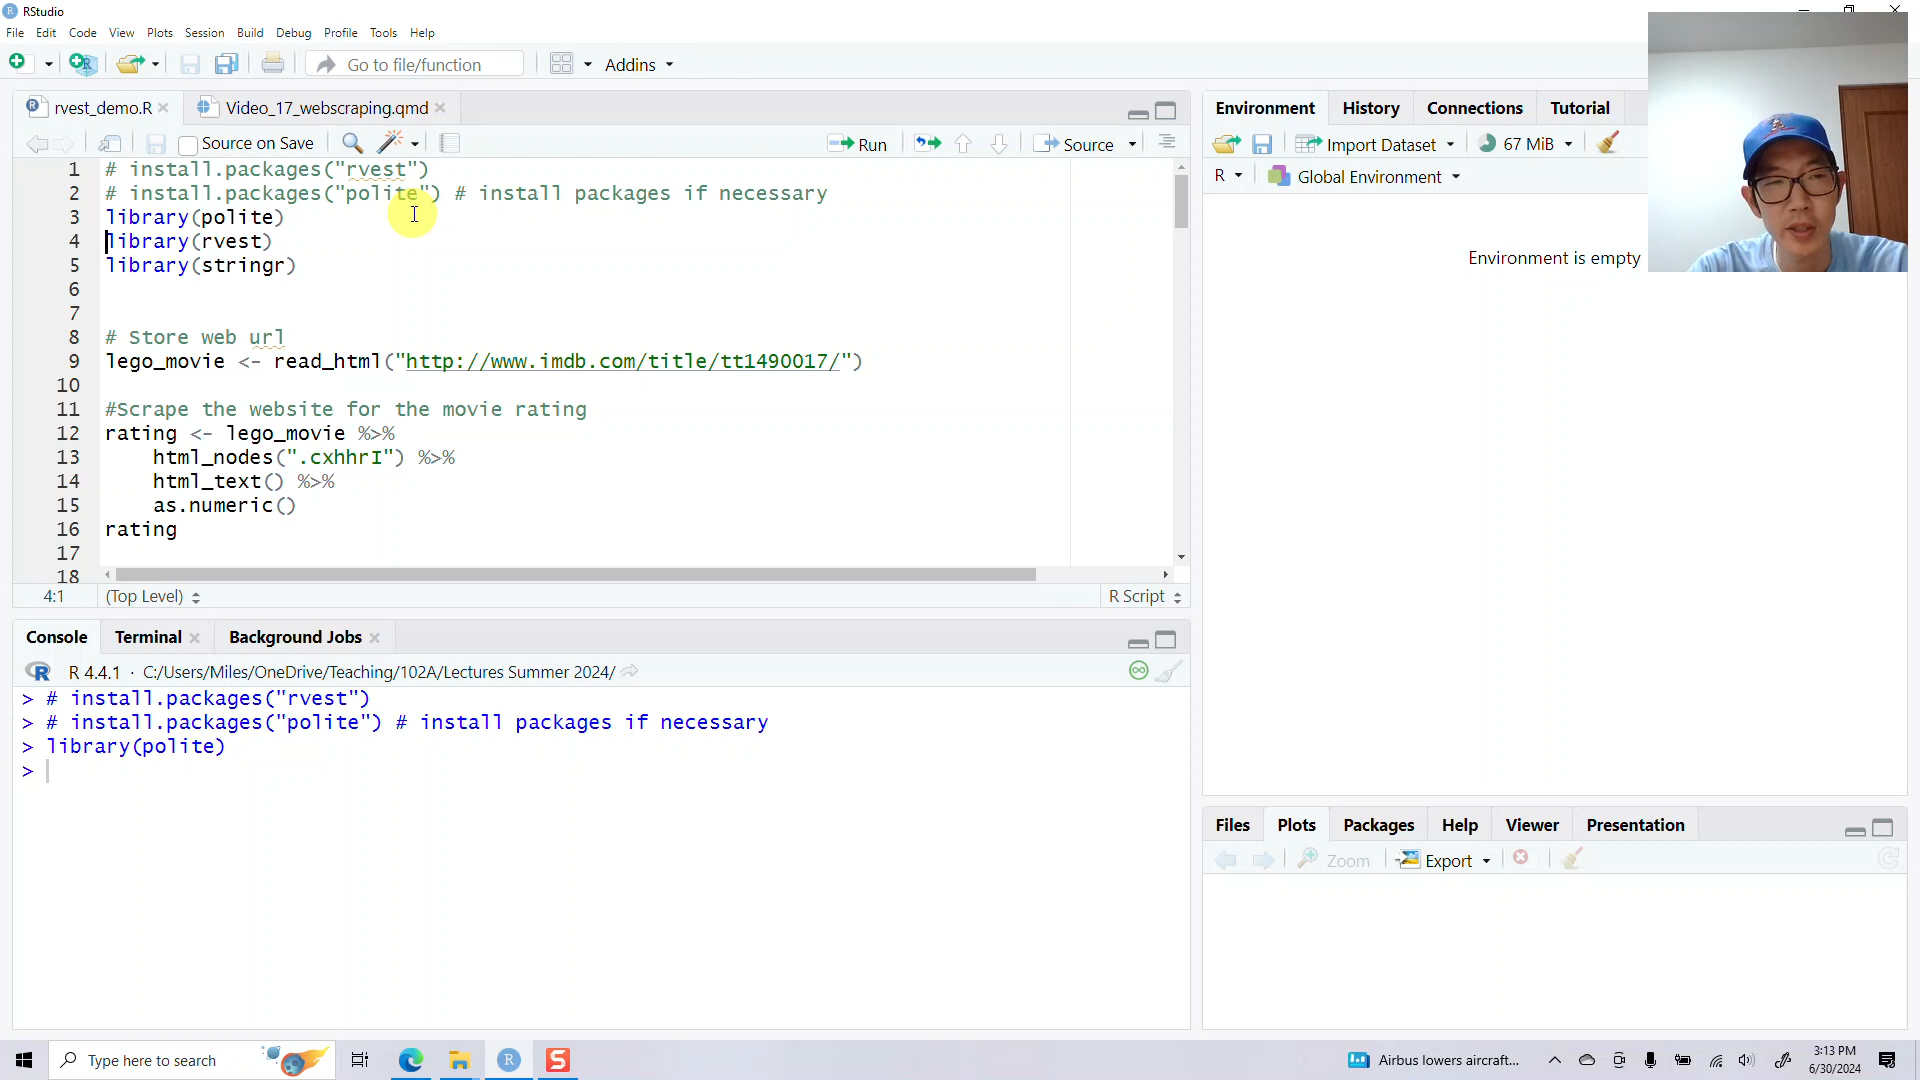 RStudio
File Edit Code View Plots Session Build Debug Profile Tools Help
Go to file/function Addins
rvest_demo.R Video_17_webscraping.qmd
Source on Save Run Source
1 # install.packages("rvest")
2 # install.packages("polite") # install packages if necessary
3 library(polite)
4 library(rvest)
5 library(stringr)
6
7
8 # Store web url
9 lego_movie <- read_html("http://www.imdb.com/title/tt1490017/")
10
11 #Scrape the website for the movie rating
12 rating <- lego_movie %>%
13 html_nodes(".cxhhrI") %>%
14 html_text() %>%
15 as.numeric()
16 rating
17
18
4:1 (Top Level) R Script
Console Terminal Background Jobs
R 4.4.1 · C:/Users/Miles/OneDrive/Teaching/102A/Lectures Summer 2024/
> # install.packages("rvest")
> # install.packages("polite") # install packages if necessary
> library(polite)
>
Environment History Connections Tutorial
Import Dataset 67 MiB
R Global Environment
Environment is empty
Files Plots Packages Help Viewer Presentation
Zoom Export
Type here to search
Airbus lowers aircraft...
3:13 PM
6/30/2024